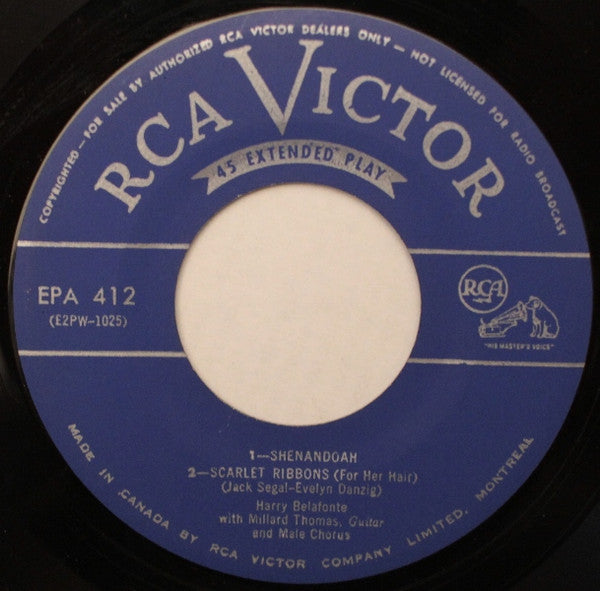 COPYRIGHTED—FOR SALE BY AUTHORIZED RCA VICTOR DEALERS ONLY — NOT LICENSED FOR RADIO BROADCAST
RCA VICTOR
45 EXTENDED PLAY
EPA 412
(E2PW-1025)
RCA
"HIS MASTER'S VOICE"
1—SHENANDOAH
2—SCARLET RIBBONS (For Her Hair)
(Jack Segal-Evelyn Danzig)
Harry Belafonte
with Millard Thomas, Guitar
and Male Chorus
MADE IN CANADA BY RCA VICTOR COMPANY LIMITED, MONTREAL